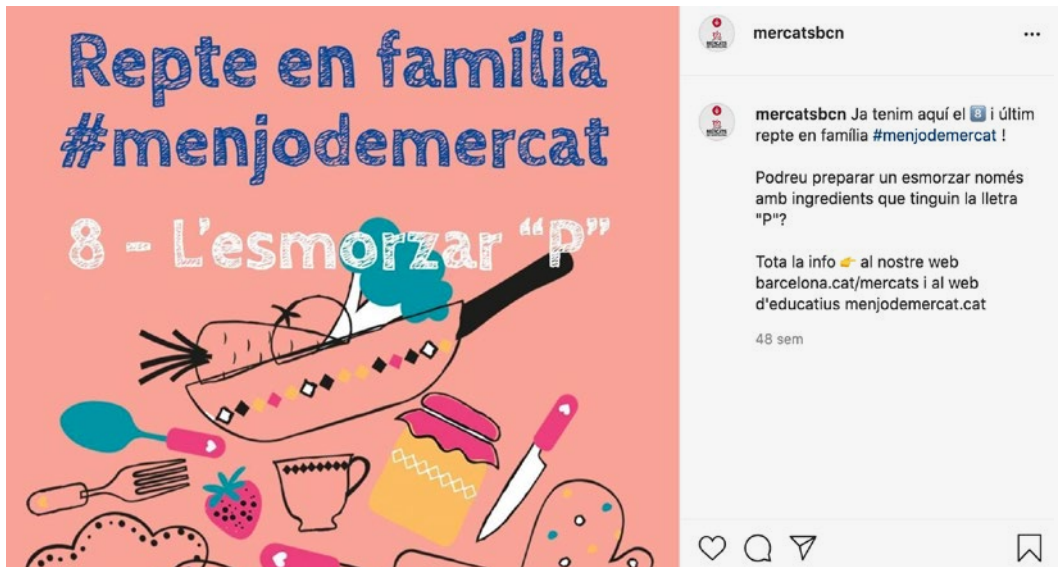 Repte en família
#menjodemercat
8 - L'esmorzar “P”
mercatsbcn
mercatsbcn Ja tenim aquí el 8 i últim
repte en família #menjodemercat !
Podreu preparar un esmorzar només
amb ingredients que tinguin la lletra
"P"?
Tota la info 👉 al nostre web
barcelona.cat/mercats i al web
d'educatius menjodemercat.cat
48 sem